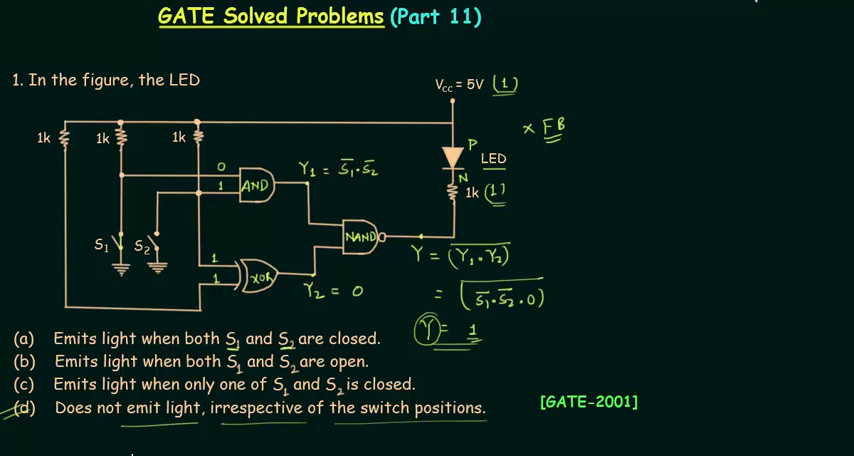 GATE Solved Problems (Part 11)
1. In the figure, the LED
V_CC = 5V (1)
1k 1k 1k
× FB
P
LED
N
1k (1)
0
1
AND
Y₁ = S̅₁·S̅₂
S₁ S₂
NAND
1
1
XOR
Y₂ = 0
Y = \overline{(Y₁·Y₂)}
= \overline{(S̅₁·S̅₂·0)}
Y = 1
(a) Emits light when both S₁ and S₂ are closed.
(b) Emits light when both S₁ and S₂ are open.
(c) Emits light when only one of S₁ and S₂ is closed.
(d) Does not emit light, irrespective of the switch positions.
[GATE-2001]